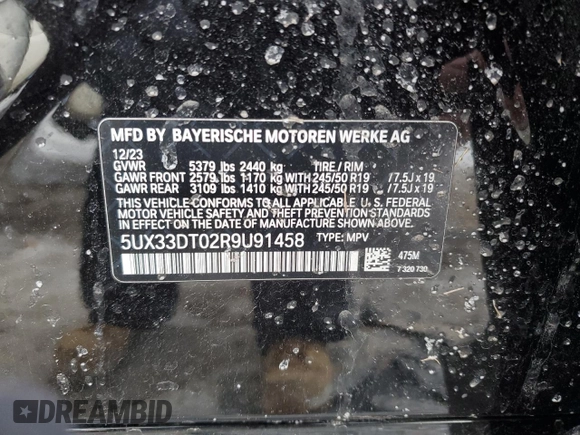 MFD BY BAYERISCHE MOTOREN WERKE AG
12/23
GVWR 5379 lbs 2440 kg TIRE / RIM
GAWR FRONT 2579 lbs 1170 kg WITH 245/50 R19 /7.5J x 19
GAWR REAR 3109 lbs 1410 kg WITH 245/50 R19 /7.5J x 19
THIS VEHICLE CONFORMS TO ALL APPLICABLE U. S. FEDERAL
MOTOR VEHICLE SAFETY AND THEFT PREVENTION STANDARDS
IN EFFECT ON THE DATE OF MANUFACTURE SHOWN ABOVE.
5UX33DT02R9U91458 TYPE: MPV
475M
7 320 730
DREAMBID